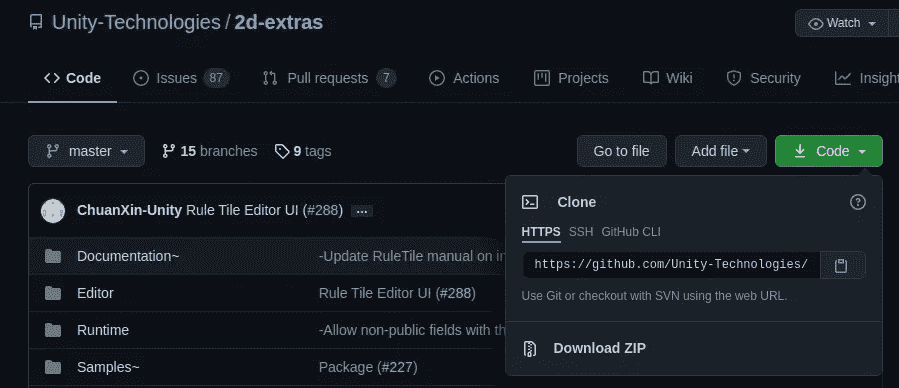 Unity-Technologies / 2d-extras
Watch
Code Issues 87 Pull requests 7 Actions Projects Wiki Security Insight
master 15 branches 9 tags Go to file Add file Code
ChuanXin-Unity Rule Tile Editor UI (#288) ...
Clone
HTTPS SSH GitHub CLI
Documentation~ -Update RuleTile manual on in
https://github.com/Unity-Technologies/
Editor Rule Tile Editor UI (#288)
Use Git or checkout with SVN using the web URL.
Runtime -Allow non-public fields with th
Download ZIP
Samples~ Package (#227)